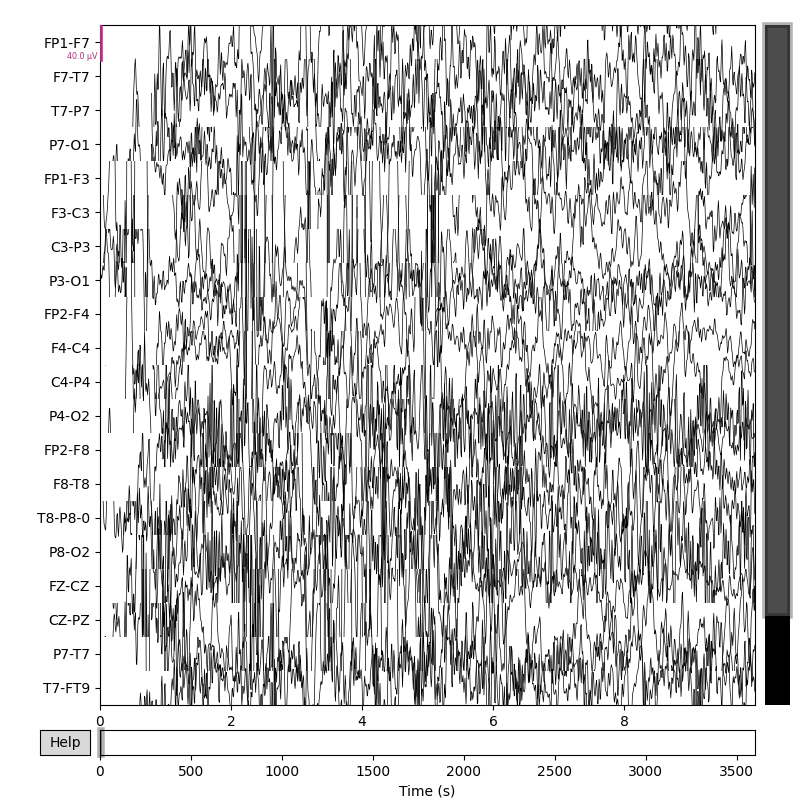 FP1-F7
40.0 µV
F7-T7
T7-P7
P7-O1
FP1-F3
F3-C3
C3-P3
P3-O1
FP2-F4
F4-C4
C4-P4
P4-O2
FP2-F8
F8-T8
T8-P8-0
P8-O2
FZ-CZ
CZ-PZ
P7-T7
T7-FT9
0 2 4 6 8
Help
0 500 1000 1500 2000 2500 3000 3500
Time (s)